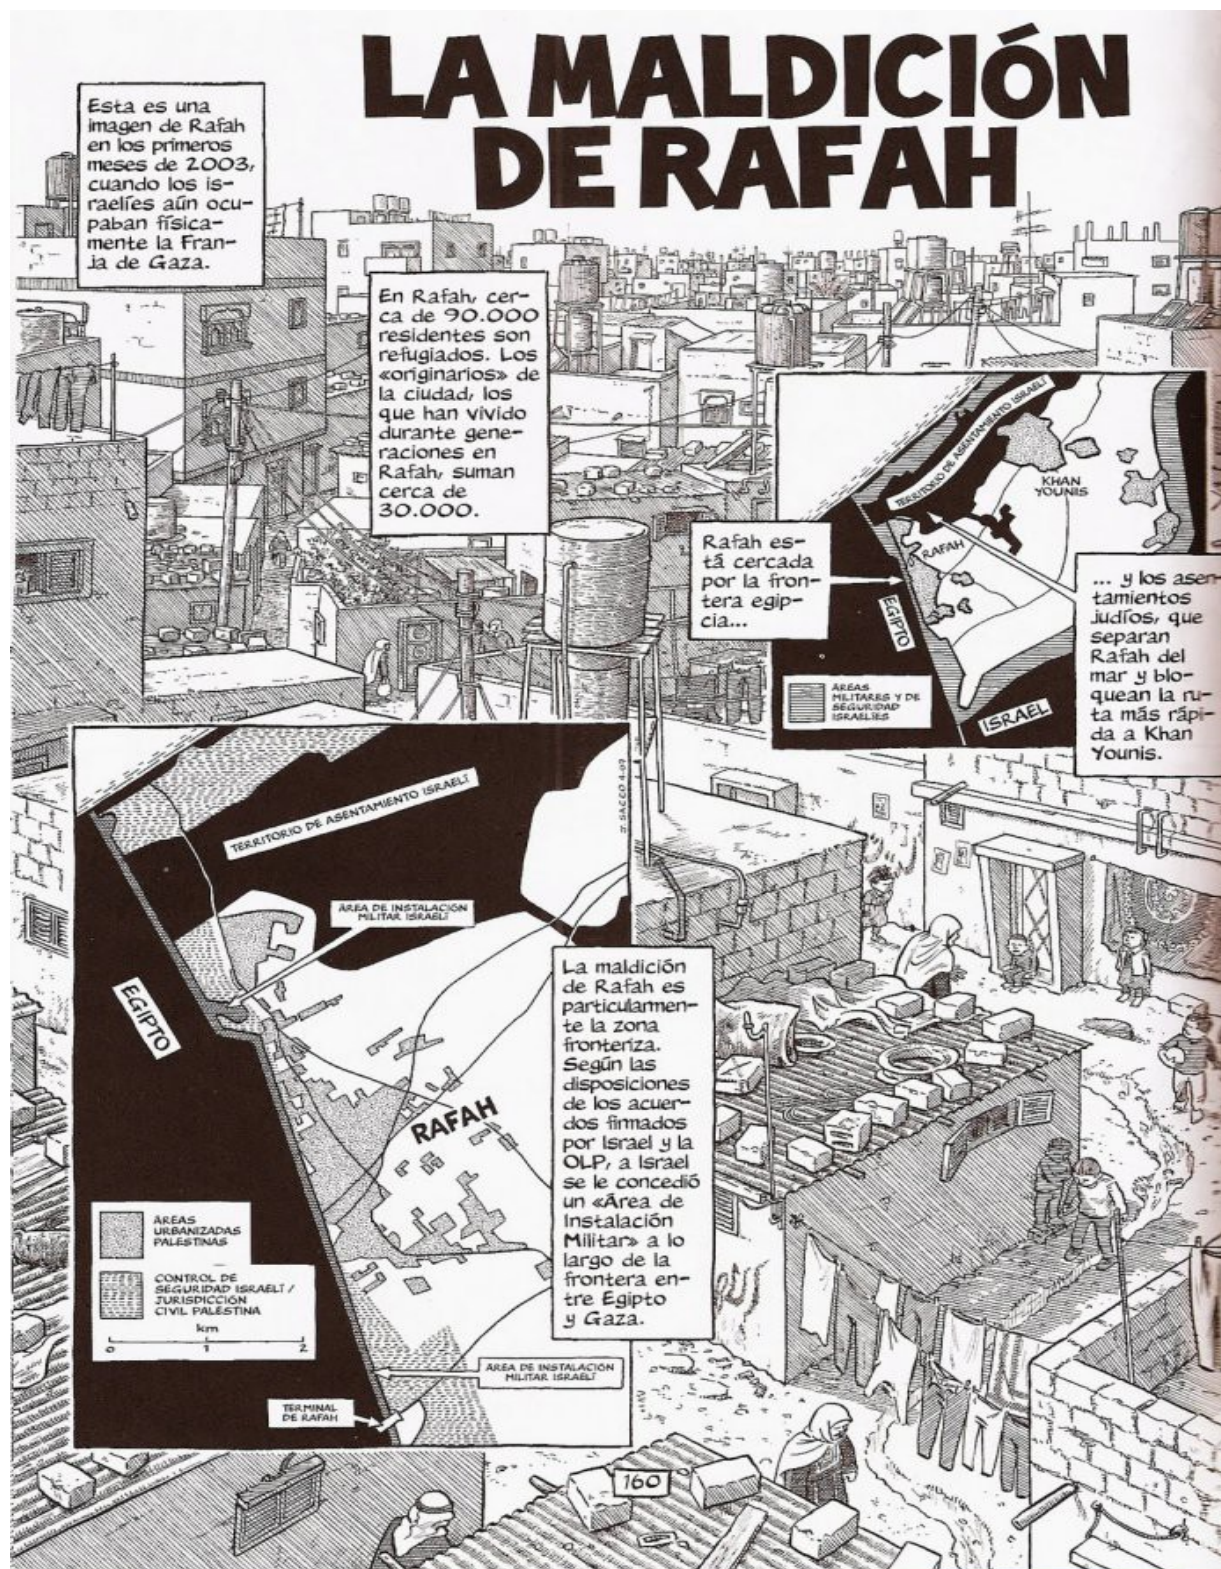 LA MALDICIÓN
DE RAFAH
Esta es una
imagen de Rafah
en los primeros
meses de 2003,
cuando los is-
raelíes aún ocu-
paban física-
mente la Fran-
ja de Gaza.
En Rafah, cer-
ca de 90.000
residentes son
refugiados. Los
«originarios» de
la ciudad, los
que han vivido
durante gene-
raciones en
Rafah, suman
cerca de
30.000.
TERRITORIO DE ASENTAMIENTO ISRAELÍ
KHAN
YOUNIS
RAFAH
EGIPTO
ISRAEL
ÁREAS
MILITARES Y DE
SEGURIDAD
ISRAELÍES
Rafah es-
tá cercada
por la fron-
tera egip-
cia...
... y los asen-
tamientos
judíos, que
separan
Rafah del
mar y blo-
quean la ru-
ta más rápi-
da a Khan
Younis.
J. SACCO 4-07
TERRITORIO DE ASENTAMIENTO ISRAELÍ
ÁREA DE INSTALACIÓN
MILITAR ISRAELÍ
EGIPTO
RAFAH
ÁREAS
URBANIZADAS
PALESTINAS
CONTROL DE
SEGURIDAD ISRAELÍ /
JURISDICCIÓN
CIVIL PALESTINA
km
0 1 2
ÁREA DE INSTALACIÓN
MILITAR ISRAELÍ
TERMINAL
DE RAFAH
La maldición
de Rafah es
particularmen-
te la zona
fronteriza.
Según las
disposiciones
de los acuer-
dos firmados
por Israel y la
OLP, a Israel
se le concedió
un «Área de
Instalación
Militar» a lo
largo de la
frontera en-
tre Egipto
y Gaza.
160